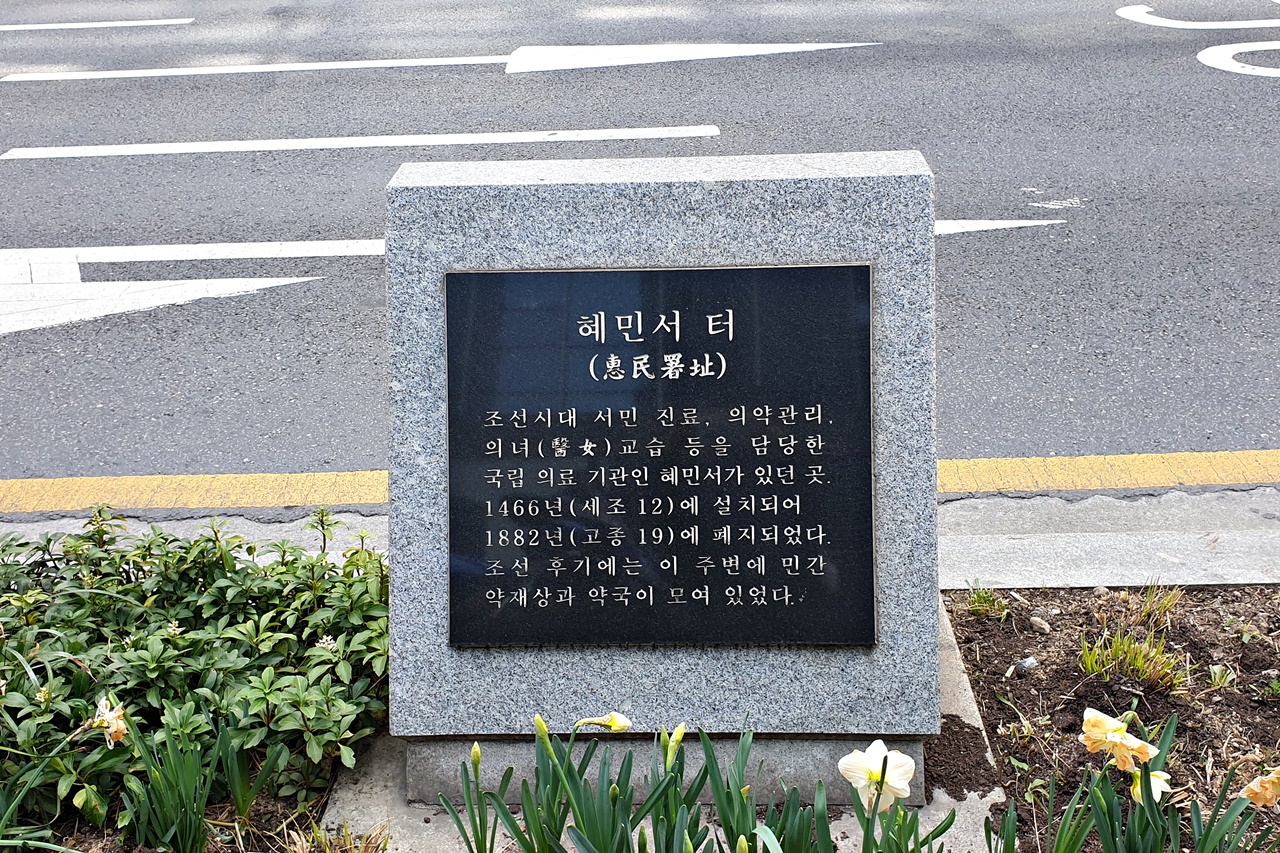 혜민서 터
(惠民署址)
조선시대 서민 진료, 의약관리,
의녀(醫女)교습 등을 담당한
국립 의료 기관인 혜민서가 있던 곳.
1466년(세조 12)에 설치되어
1882년(고종 19)에 폐지되었다.
조선 후기에는 이 주변에 민간
약재상과 약국이 모여 있었다.